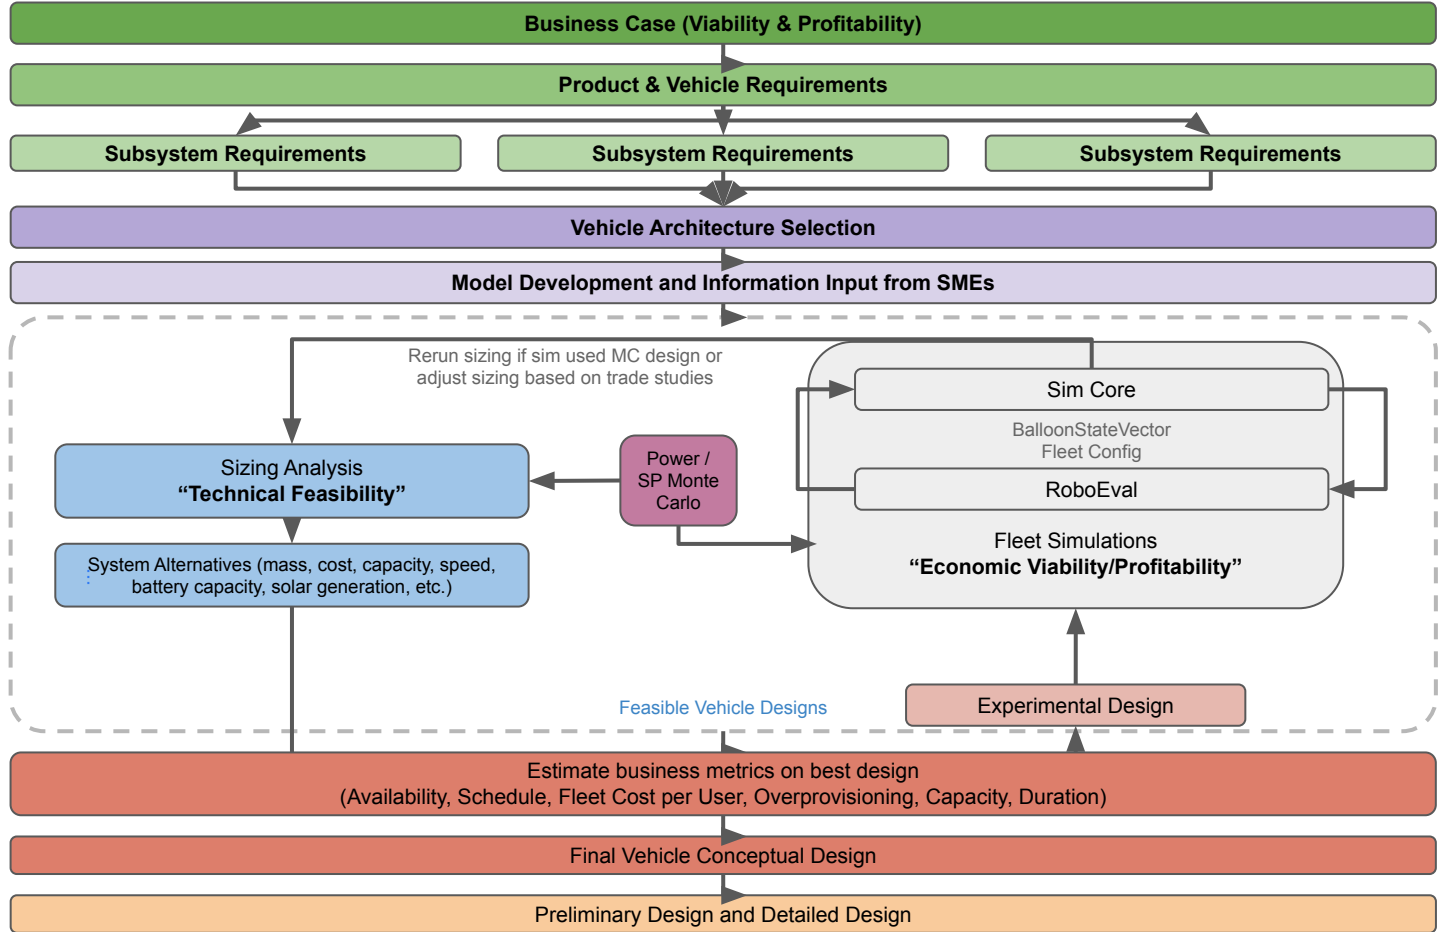 Business Case (Viability & Profitability)
Product & Vehicle Requirements
Subsystem Requirements
Subsystem Requirements
Subsystem Requirements
Vehicle Architecture Selection
Model Development and Information Input from SMEs
Rerun sizing if sim used MC design or
adjust sizing based on trade studies
Sim Core
BalloonStateVector
Fleet Config
RoboEval
Fleet Simulations
“Economic Viability/Profitability”
Power /
SP Monte
Carlo
Sizing Analysis
“Technical Feasibility”
System Alternatives (mass, cost, capacity, speed,
battery capacity, solar generation, etc.)
:
Feasible Vehicle Designs
Experimental Design
Estimate business metrics on best design
(Availability, Schedule, Fleet Cost per User, Overprovisioning, Capacity, Duration)
Final Vehicle Conceptual Design
Preliminary Design and Detailed Design